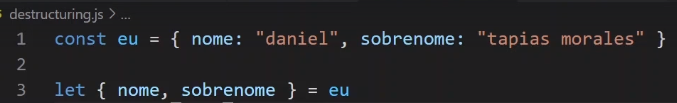 destructuring.js > ...
1 const eu = { nome: "daniel", sobrenome: "tapias morales" }
2
3 let { nome, sobrenome } = eu